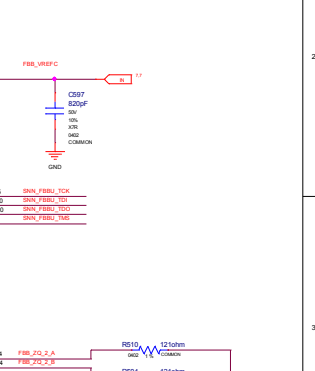 2
FBB_VREFC
IN
C597
820pF
50V
10%
X7R
0402
COMMON
GND
SNN_FBBU_TCK
SNN_FBBU_TDI
SNN_FBBU_TDO
SNN_FBBU_TMS
3
R510 121ohm
0402 1 % COMMON
FBB_ZQ_2_A
FBB_ZQ_2_B